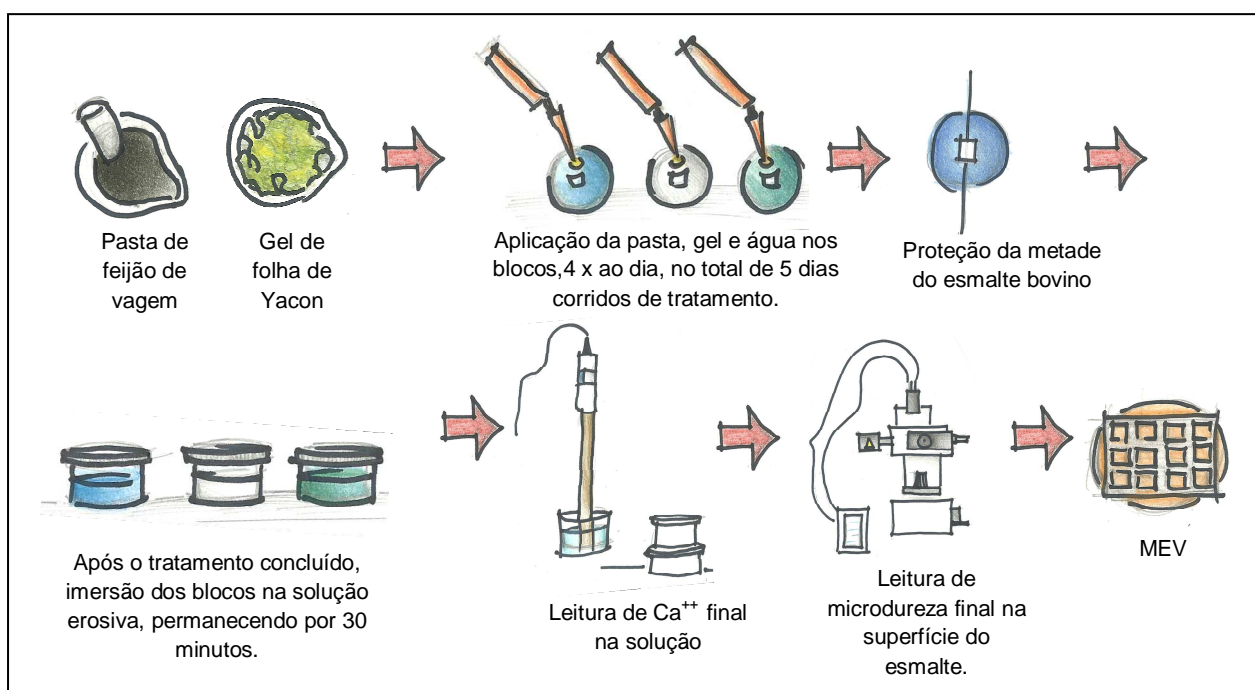 Pasta de
feijão de
vagem
Gel de
folha de
Yacon
Aplicação da pasta, gel e água nos
blocos,4 x ao dia, no total de 5 dias
corridos de tratamento.
Proteção da metade
do esmalte bovino
Após o tratamento concluído,
imersão dos blocos na solução
erosiva, permanecendo por 30
minutos.
Leitura de Ca⁺⁺ final
na solução
Leitura de
microdureza final na
superfície do
esmalte.
MEV